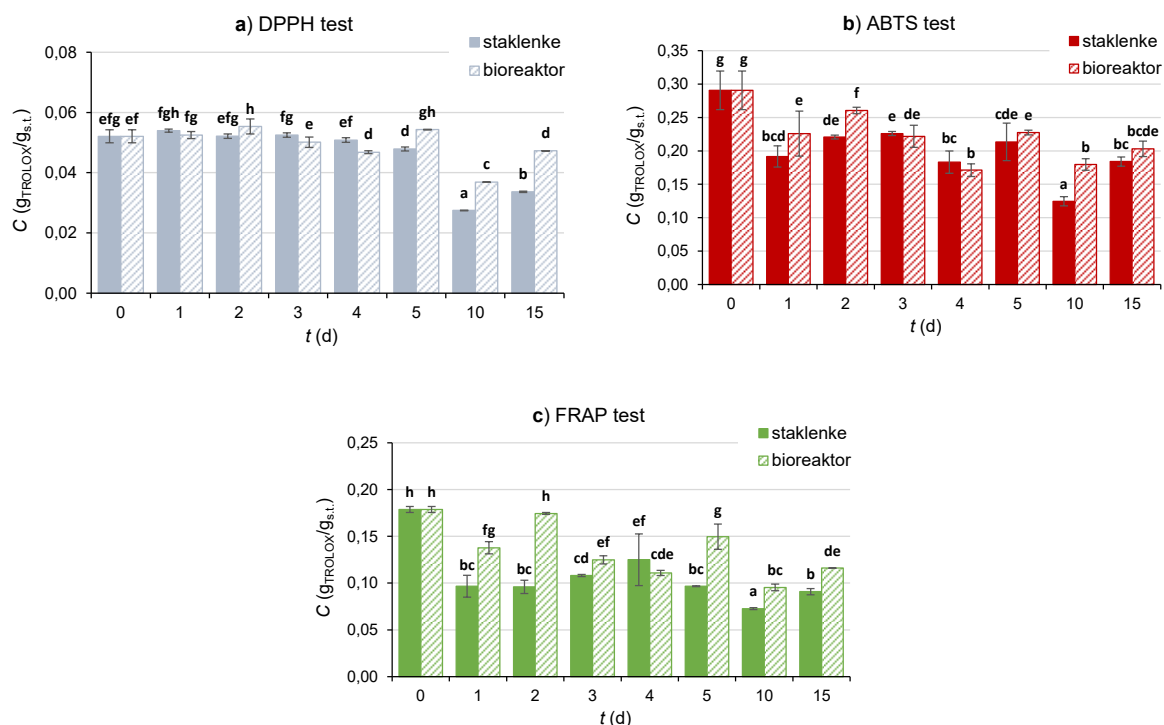 a) DPPH test
staklenke
bioreaktor
0,08
0,06
0,04
0,02
0,00
C (gTROLOX/gs.t.)
efg ef fgh fg efg h fg e ef d d gh a c b d
0 1 2 3 4 5 10 15
t (d)
b) ABTS test
staklenke
bioreaktor
0,35
0,30
0,25
0,20
0,15
0,10
0,05
0,00
C (gTROLOX/gs.t.)
g g bcd e de f e de bc b cde e a b bc bcde
0 1 2 3 4 5 10 15
t (d)
c) FRAP test
staklenke
bioreaktor
0,25
0,20
0,15
0,10
0,05
0,00
C (gTROLOX/gs.t.)
h h bc fg bc h cd ef ef cde bc g a bc b de
0 1 2 3 4 5 10 15
t (d)